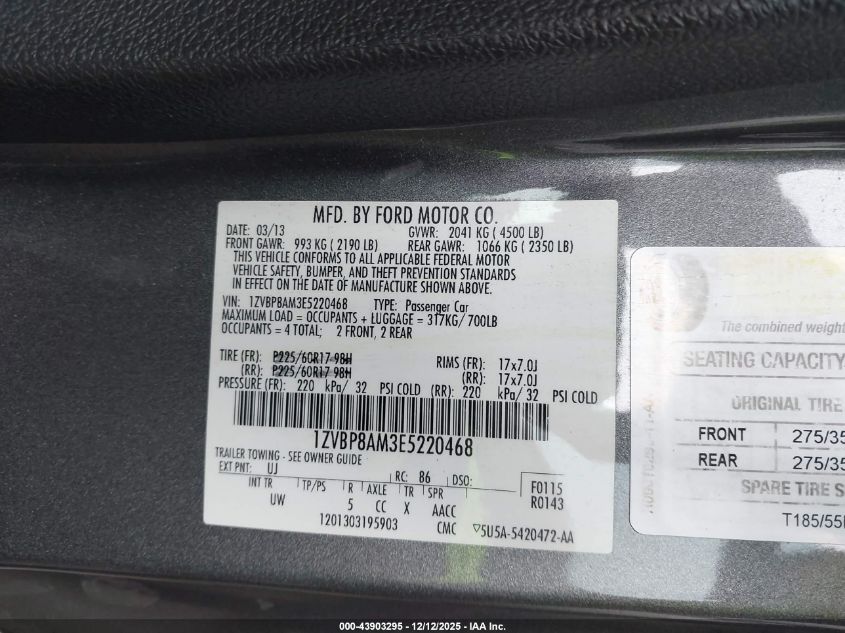 MFD. BY FORD MOTOR CO.
DATE: 03/13 GVWR: 2041 KG ( 4500 LB)
FRONT GAWR: 993 KG ( 2190 LB) REAR GAWR: 1066 KG ( 2350 LB)
THIS VEHICLE CONFORMS TO ALL APPLICABLE FEDERAL MOTOR
VEHICLE SAFETY, BUMPER, AND THEFT PREVENTION STANDARDS
IN EFFECT ON THE DATE OF MANUFACTURE SHOWN ABOVE.
VIN: 1ZVBP8AM3E5220468 TYPE: Passenger Car
MAXIMUM LOAD = OCCUPANTS + LUGGAGE = 317KG/ 700LB
OCCUPANTS = 4 TOTAL; 2 FRONT, 2 REAR
TIRE (FR): P225/60R17 98H RIMS (FR): 17x7.0J
(RR): P225/60R17 98H (RR): 17x7.0J
PRESSURE (FR): 220 kPa/ 32 PSI COLD (RR): 220 kPa/ 32 PSI COLD
1ZVBP8AM3E5220468
TRAILER TOWING - SEE OWNER GUIDE
EXT PNT: UJ RC: B6 DSO: F0115
INT TR TP/PS R AXLE TR SPR R0143
UW 5 CC X AACC
1201303195903 CMC ▽5U5A-5420472-AA
The combined weight
SEATING CAPACITY
ORIGINAL TIRE
FRONT 275/35
REAR 275/35
SPARE TIRE S
T185/55
000-43903295 - 12/12/2025 - IAA Inc.